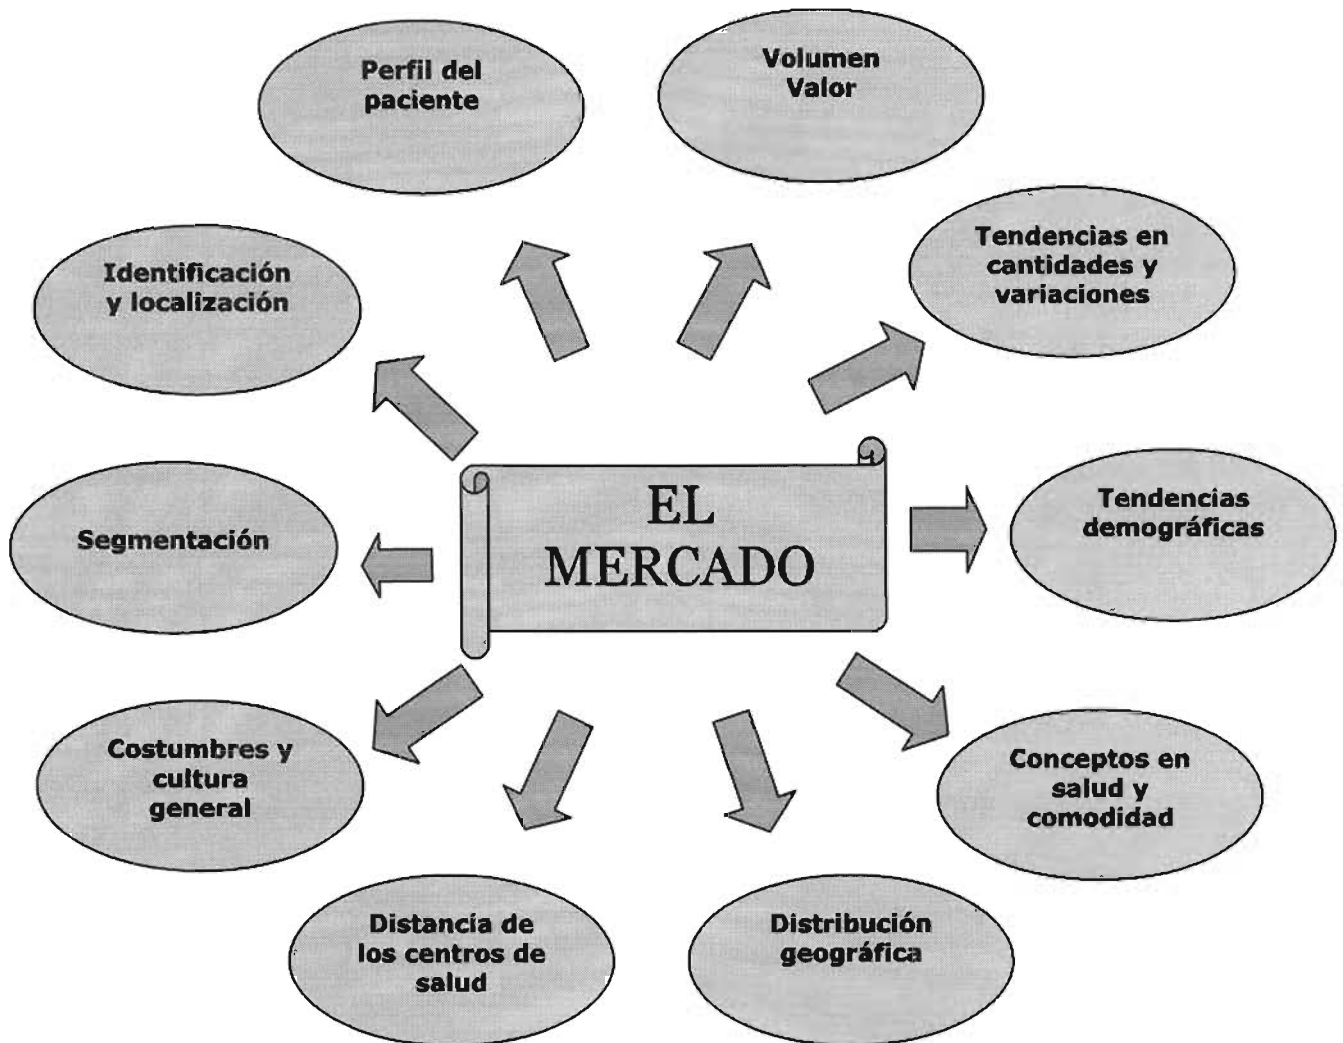 Perfil del
paciente
Volumen
Valor
Identificación
y localización
Tendencias en
cantidades y
variaciones
EL
MERCADO
Segmentación
Tendencias
demográficas
Costumbres y
cultura
general
Conceptos en
salud y
comodidad
Distancia de
los centros de
salud
Distribución
geográfica